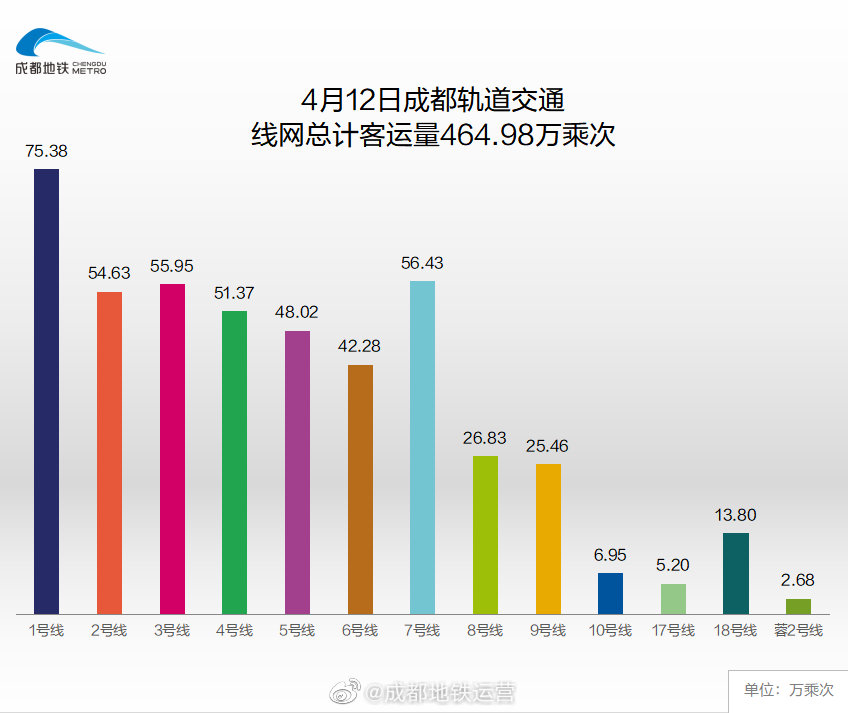 成都地铁 CHENGDU METRO
4月12日成都轨道交通
线网总计客运量464.98万乘次
75.38
54.63
55.95
51.37
48.02
42.28
56.43
26.83
25.46
6.95
5.20
13.80
2.68
1号线
2号线
3号线
4号线
5号线
6号线
7号线
8号线
9号线
10号线
17号线
18号线
蓉2号线
@成都地铁运营
单位：万乘次